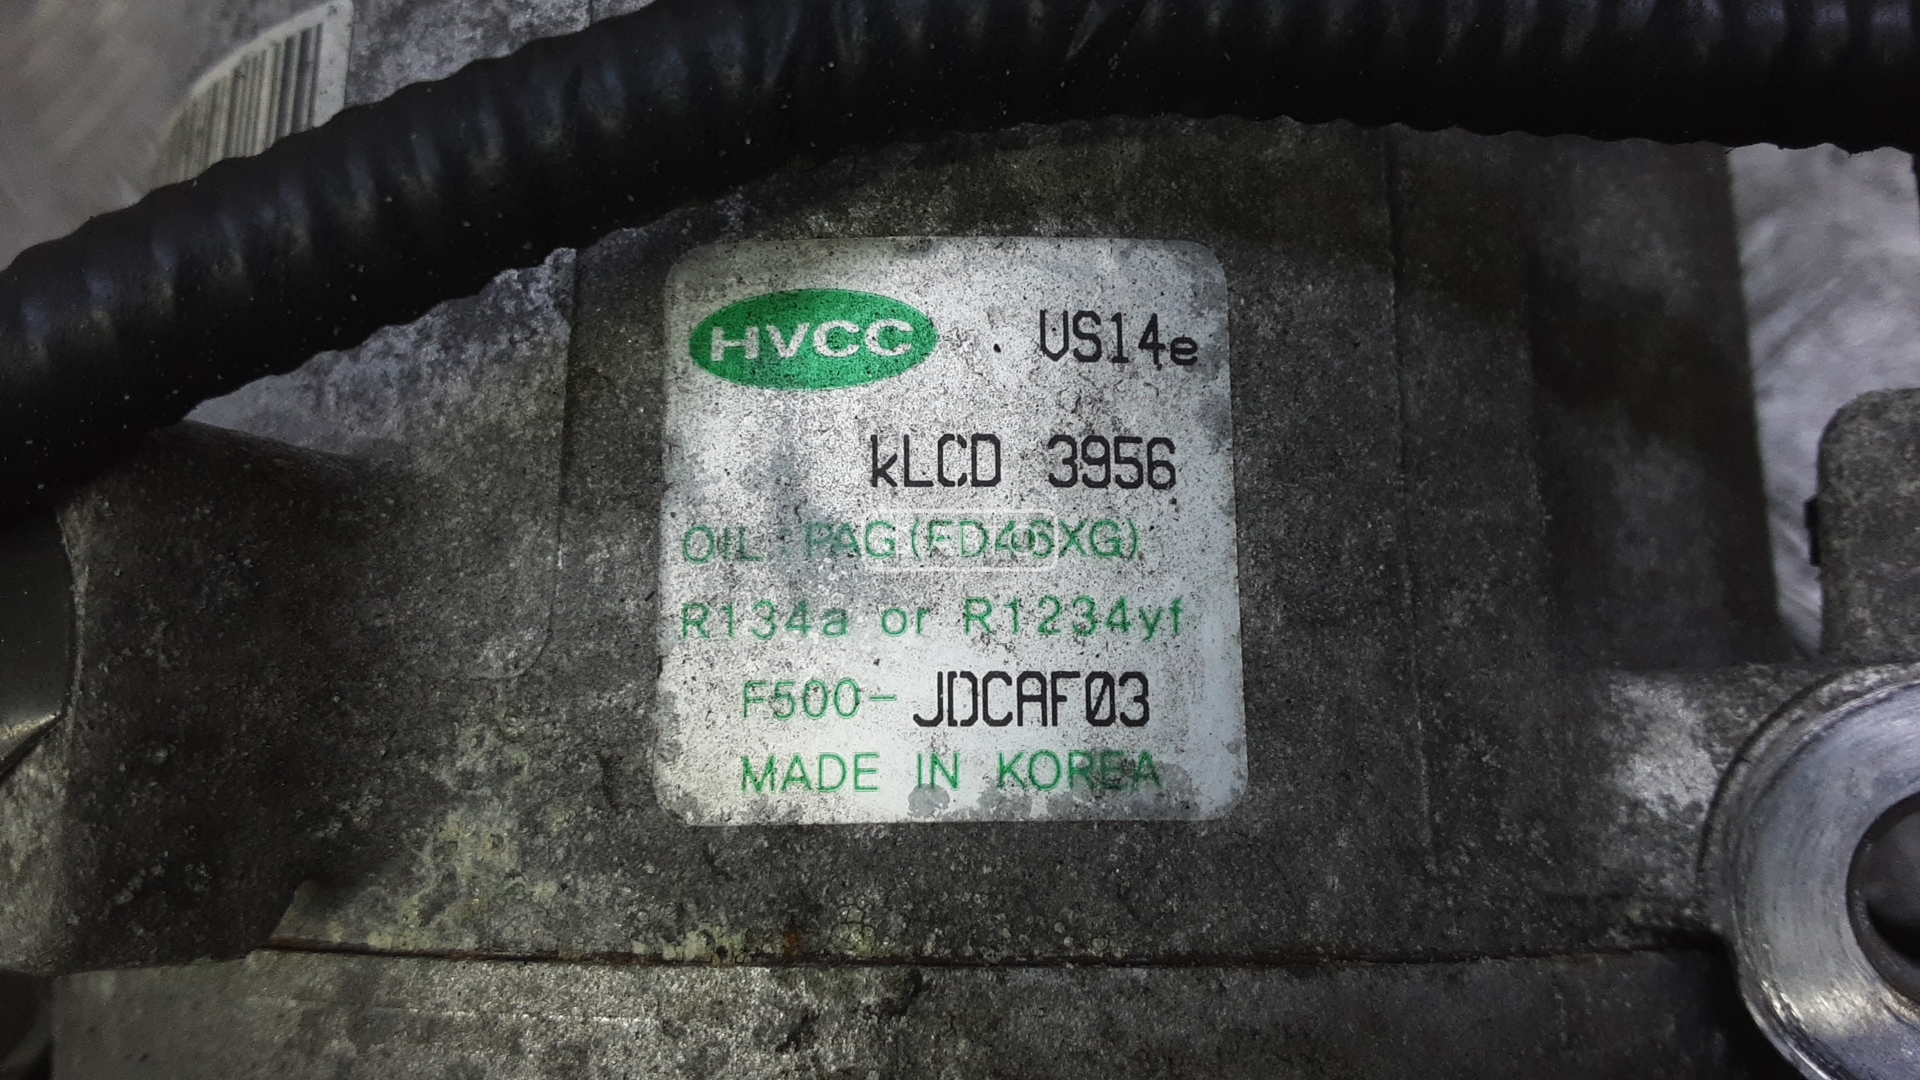 HVCC VS14e
kLCD 3956
OIL : PAG(FD46XG)
R134a or R1234yf
F500-JDCAF03
MADE IN KOREA